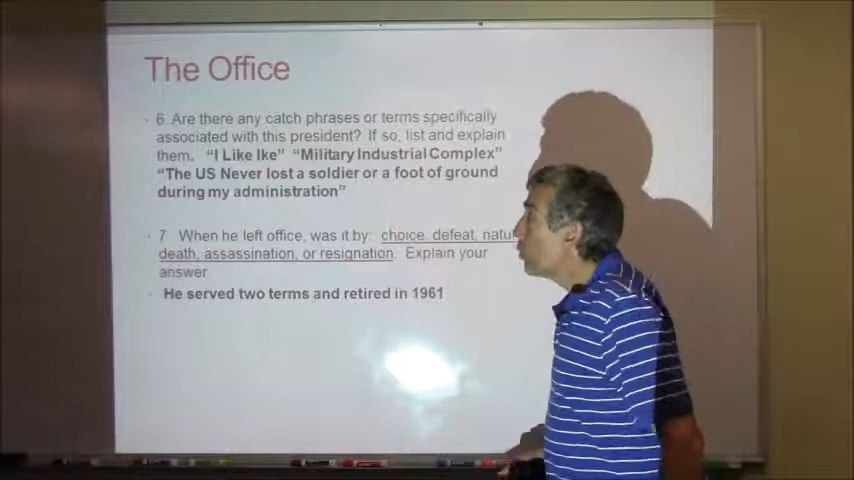 The Office
6. Are there any catch phrases or terms specifically
associated with this president? If so, list and explain
them. "I Like Ike" "Military Industrial Complex"
"The US Never lost a soldier or a foot of ground
during my administration"
7 When he left office, was it by: choice, defeat,
death, assassination, or resignation. Explain your
answer
He served two terms and retired in 1961